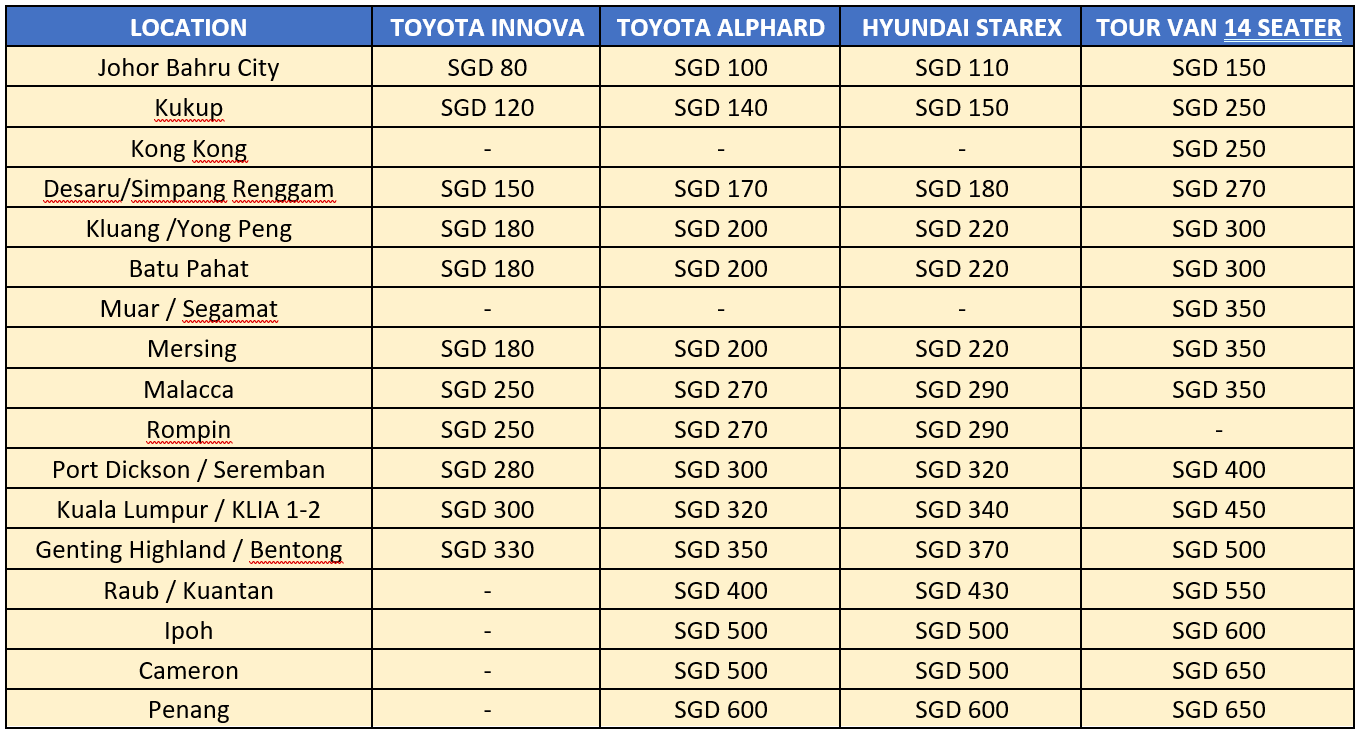 LOCATION TOYOTA INNOVA TOYOTA ALPHARD HYUNDAI STAREX TOUR VAN 14 SEATER
Johor Bahru City SGD 80 SGD 100 SGD 110 SGD 150
Kukup SGD 120 SGD 140 SGD 150 SGD 250
Kong Kong - - - SGD 250
Desaru/Simpang Renggam SGD 150 SGD 170 SGD 180 SGD 270
Kluang /Yong Peng SGD 180 SGD 200 SGD 220 SGD 300
Batu Pahat SGD 180 SGD 200 SGD 220 SGD 300
Muar / Segamat - - - SGD 350
Mersing SGD 180 SGD 200 SGD 220 SGD 350
Malacca SGD 250 SGD 270 SGD 290 SGD 350
Rompin SGD 250 SGD 270 SGD 290 -
Port Dickson / Seremban SGD 280 SGD 300 SGD 320 SGD 400
Kuala Lumpur / KLIA 1-2 SGD 300 SGD 320 SGD 340 SGD 450
Genting Highland / Bentong SGD 330 SGD 350 SGD 370 SGD 500
Raub / Kuantan - SGD 400 SGD 430 SGD 550
Ipoh - SGD 500 SGD 500 SGD 600
Cameron - SGD 500 SGD 500 SGD 650
Penang - SGD 600 SGD 600 SGD 650